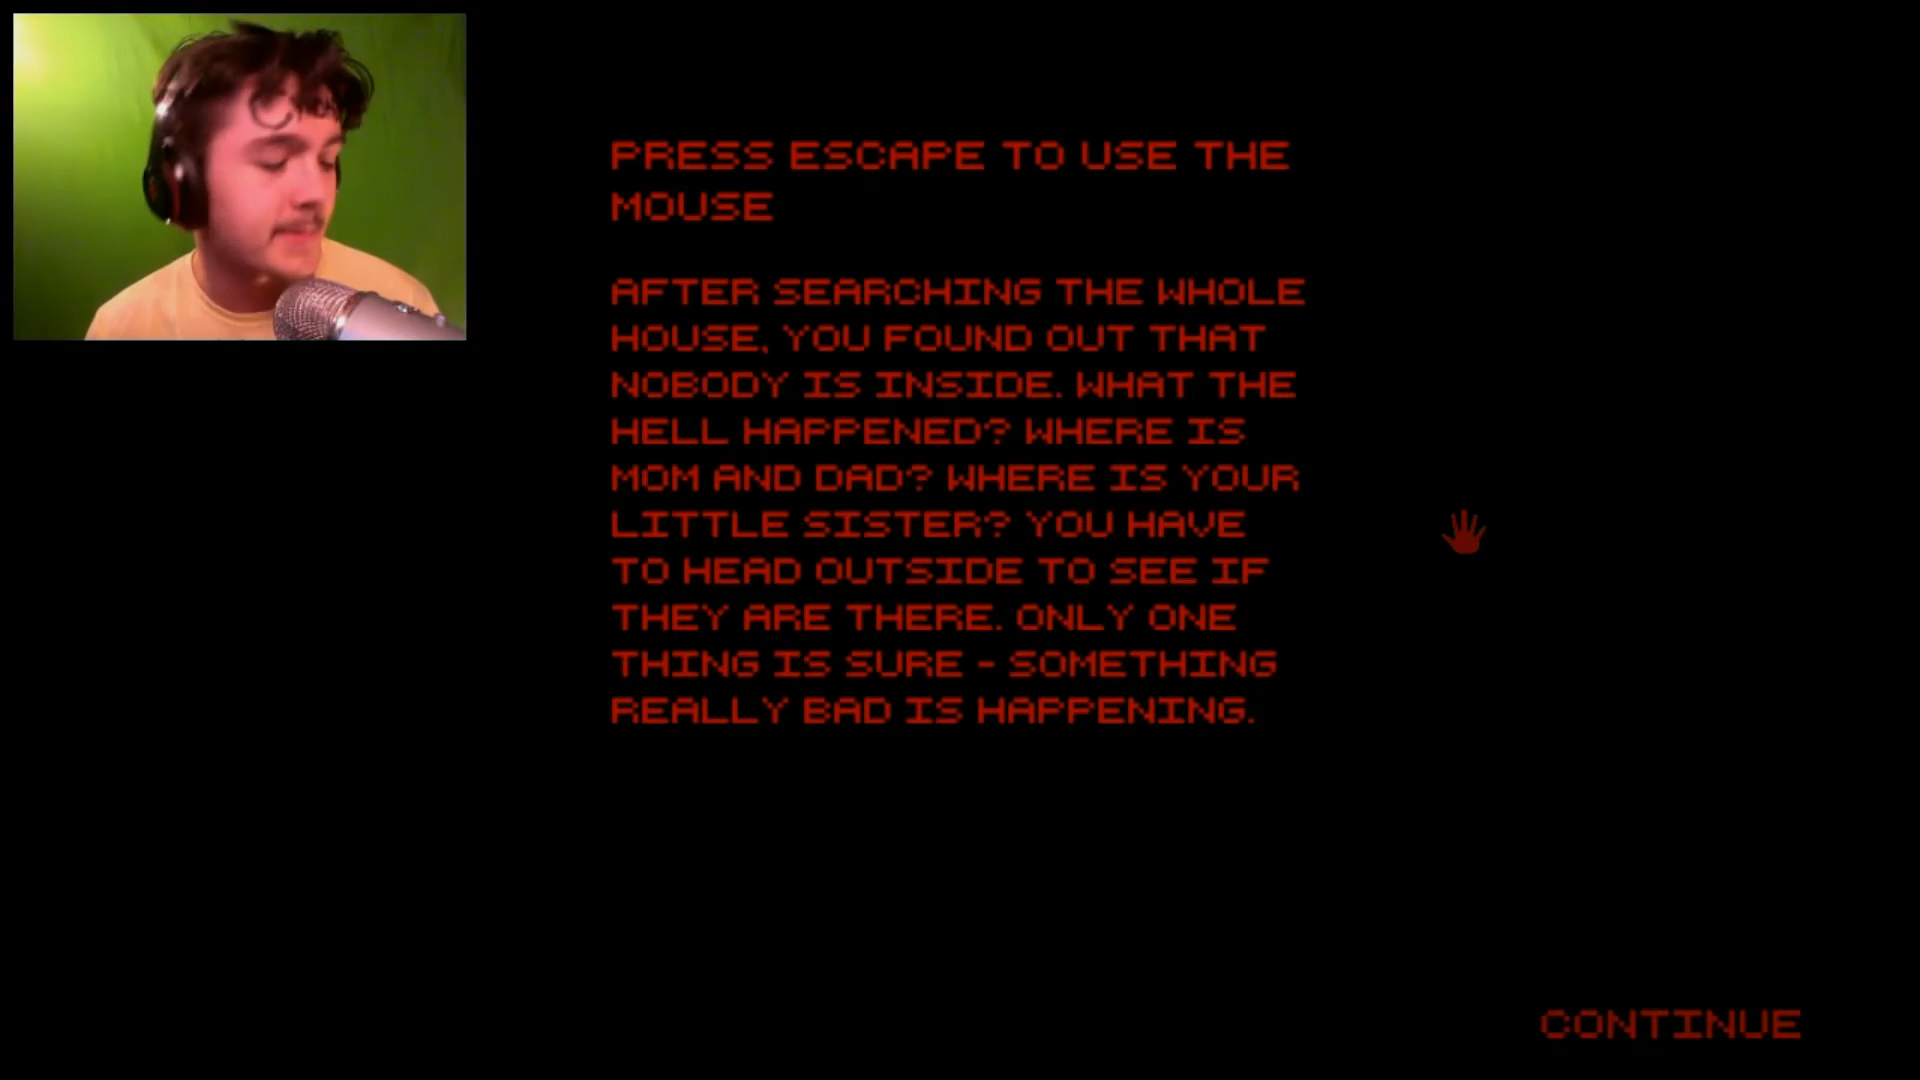 PRESS ESCAPE TO USE THE
MOUSE
AFTER SEARCHING THE WHOLE
HOUSE, YOU FOUND OUT THAT
NOBODY IS INSIDE. WHAT THE
HELL HAPPENED? WHERE IS
MOM AND DAD? WHERE IS YOUR
LITTLE SISTER? YOU HAVE
TO HEAD OUTSIDE TO SEE IF
THEY ARE THERE. ONLY ONE
THING IS SURE - SOMETHING
REALLY BAD IS HAPPENING.
CONTINUE